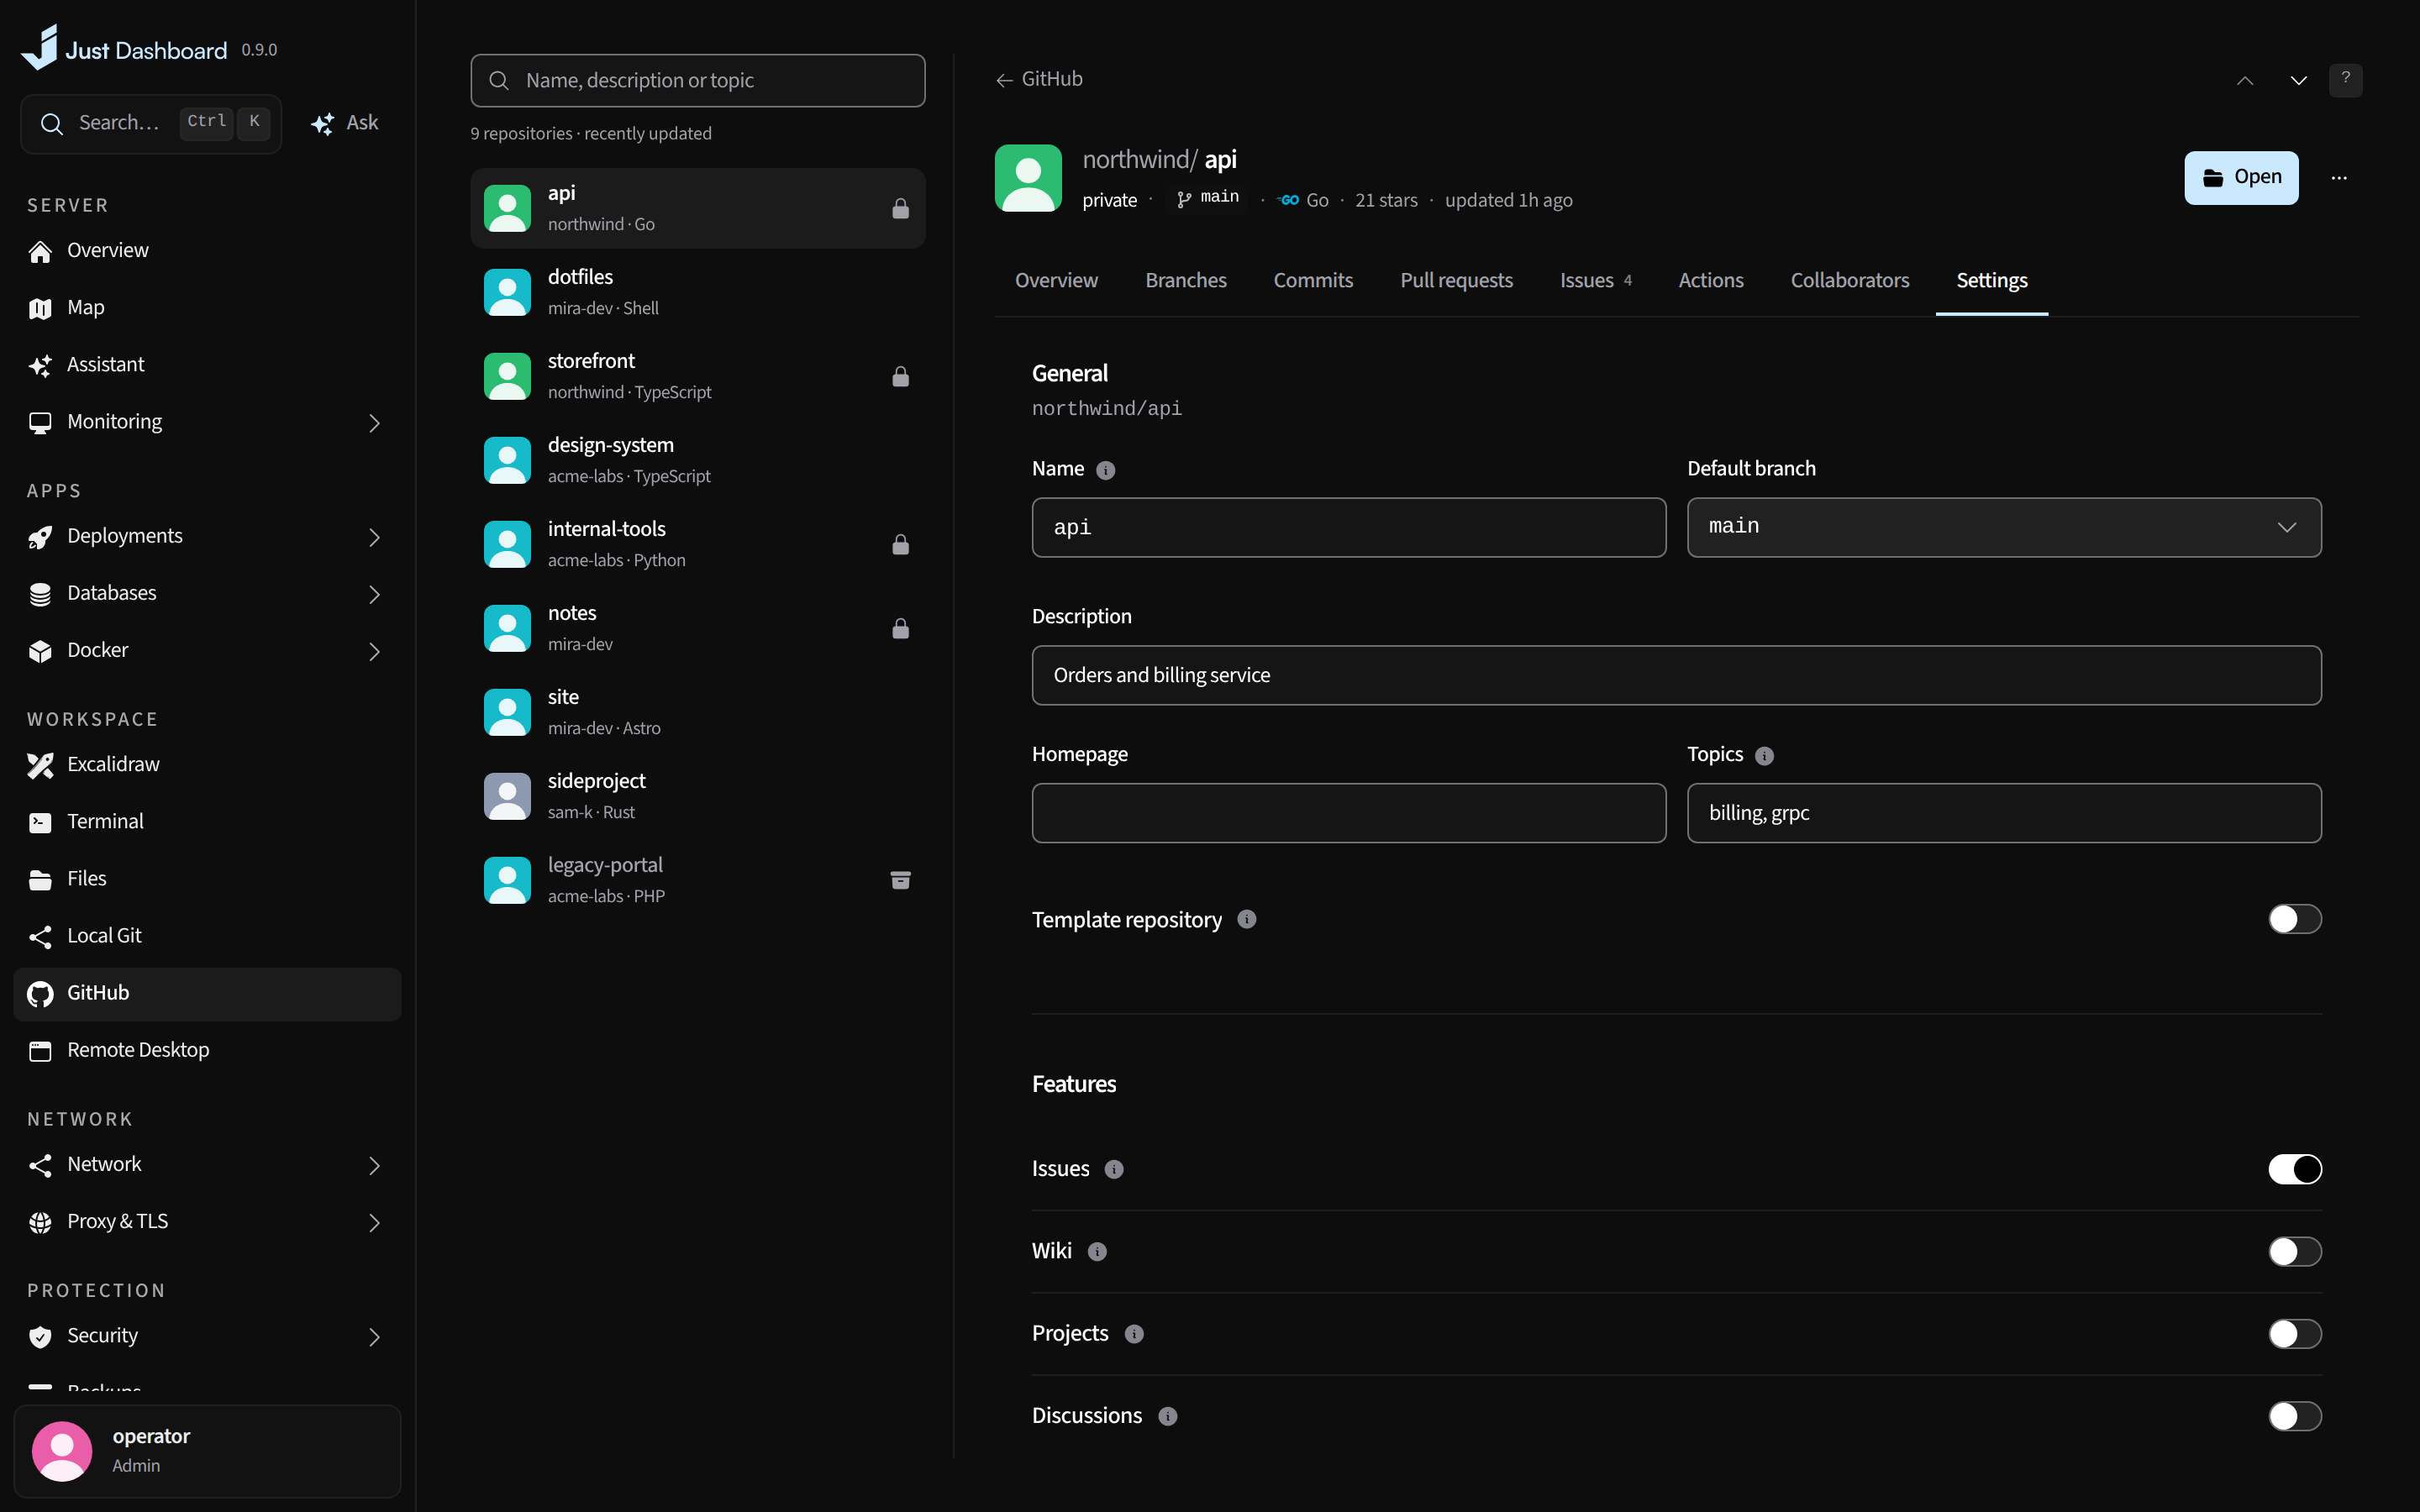 Just Dashboard 0.9.0
Search... Ctrl K Ask
SERVER
Overview
Map
Assistant
Monitoring
APPS
Deployments
Databases
Docker
WORKSPACE
Excalidraw
Terminal
Files
Local Git
GitHub
Remote Desktop
NETWORK
Network
Proxy & TLS
PROTECTION
Security
Backups
operator
Admin
Name, description or topic
9 repositories · recently updated
api
northwind · Go
dotfiles
mira-dev · Shell
storefront
northwind · TypeScript
design-system
acme-labs · TypeScript
internal-tools
acme-labs · Python
notes
mira-dev
site
mira-dev · Astro
sideproject
sam-k · Rust
legacy-portal
acme-labs · PHP
← GitHub ?
northwind/ api
private · main · GO Go · 21 stars · updated 1h ago
Open
Overview Branches Commits Pull requests Issues 4 Actions Collaborators Settings
General
northwind/api
Name Default branch
api main
Description
Orders and billing service
Homepage Topics
billing, grpc
Template repository
Features
Issues
Wiki
Projects
Discussions